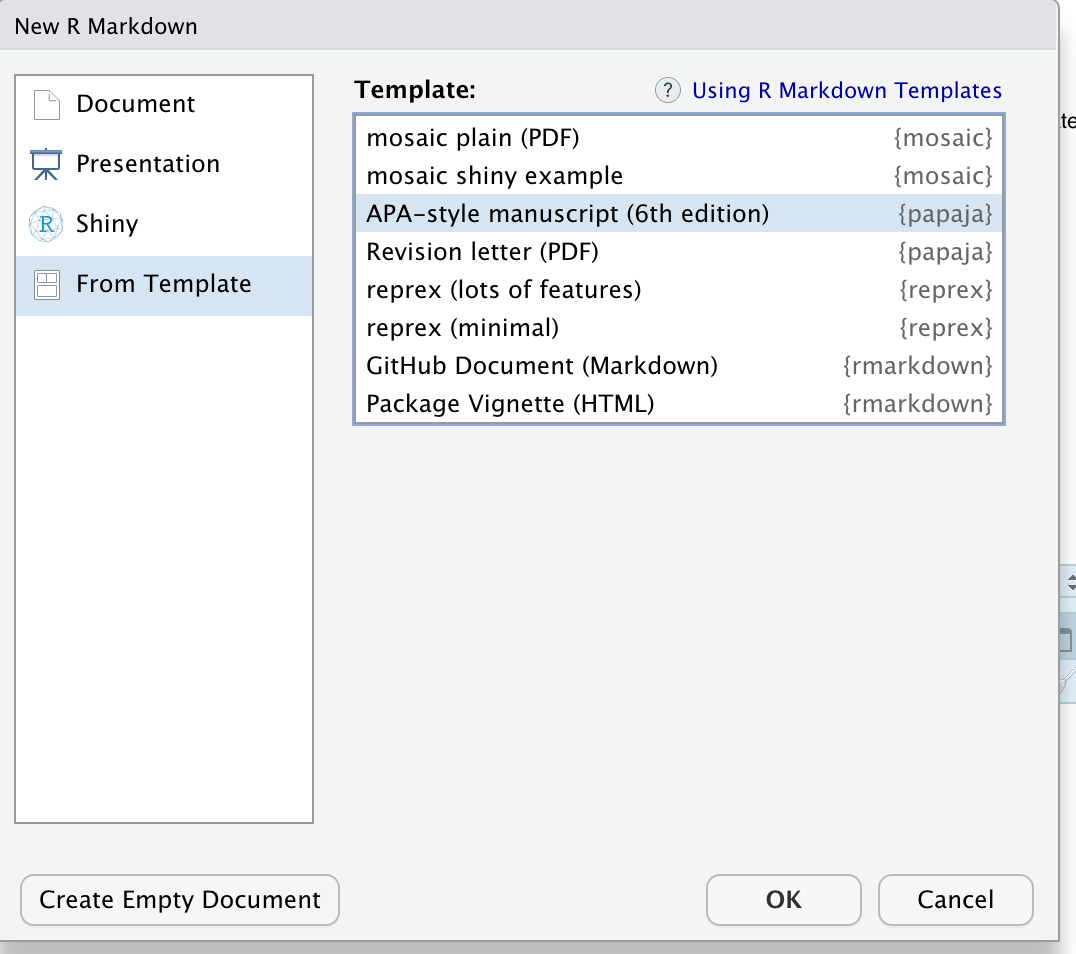 New R Markdown
Document
Presentation
R Shiny
From Template
Template:
? Using R Markdown Templates
mosaic plain (PDF) {mosaic}
mosaic shiny example {mosaic}
APA-style manuscript (6th edition) {papaja}
Revision letter (PDF) {papaja}
reprex (lots of features) {reprex}
reprex (minimal) {reprex}
GitHub Document (Markdown) {rmarkdown}
Package Vignette (HTML) {rmarkdown}
Create Empty Document
OK
Cancel